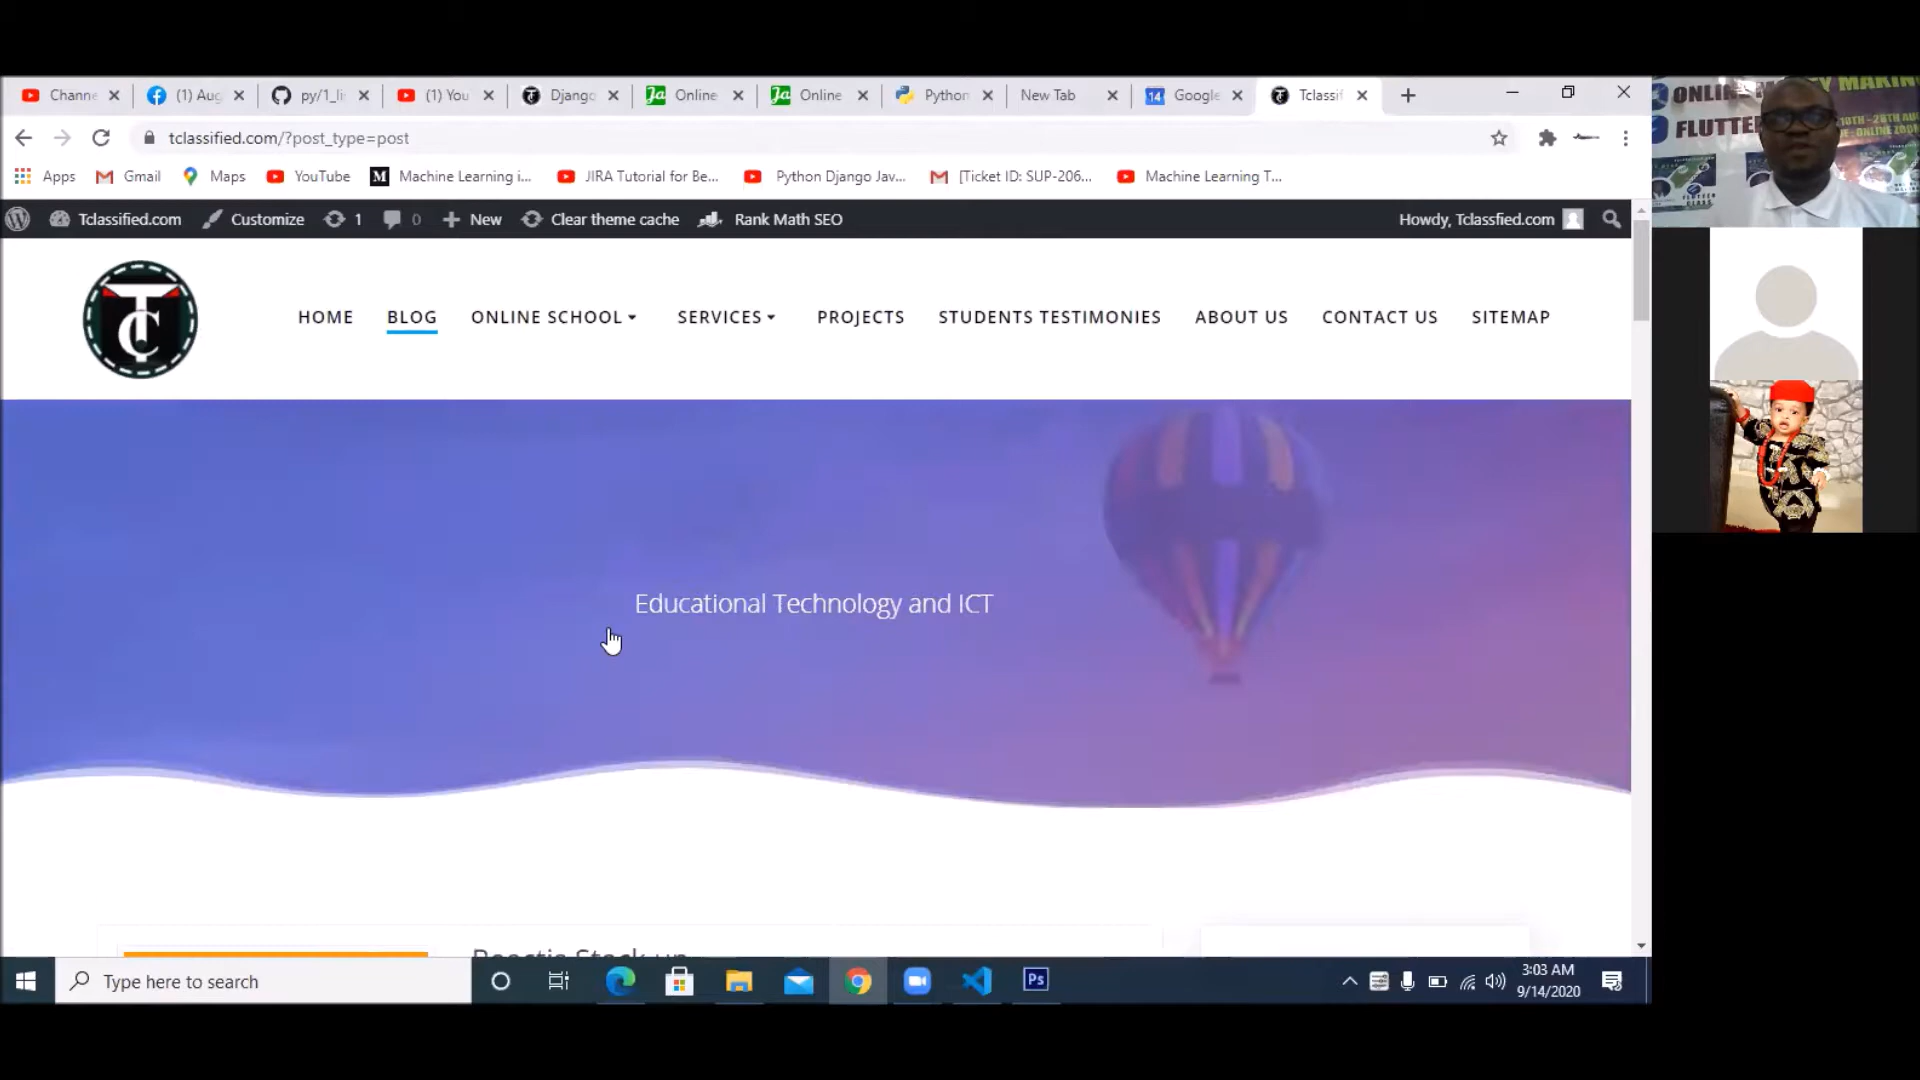 Channe
(1) Aug
py/1_li
(1) You
Django
Online
Online
Python
New Tab
Google
Tclassif
tclassified.com/?post_type=post
Apps
Gmail
Maps
YouTube
Machine Learning i...
JIRA Tutorial for Be...
Python Django Jav...
[Ticket ID: SUP-206...
Machine Learning T...
Tclassified.com
Customize
1
0
New
Clear theme cache
Rank Math SEO
Howdy, Tclassfied.com
TC
HOME
BLOG
ONLINE SCHOOL
SERVICES
PROJECTS
STUDENTS TESTIMONIES
ABOUT US
CONTACT US
SITEMAP
Educational Technology and ICT
Type here to search
Ps
3:03 AM
9/14/2020